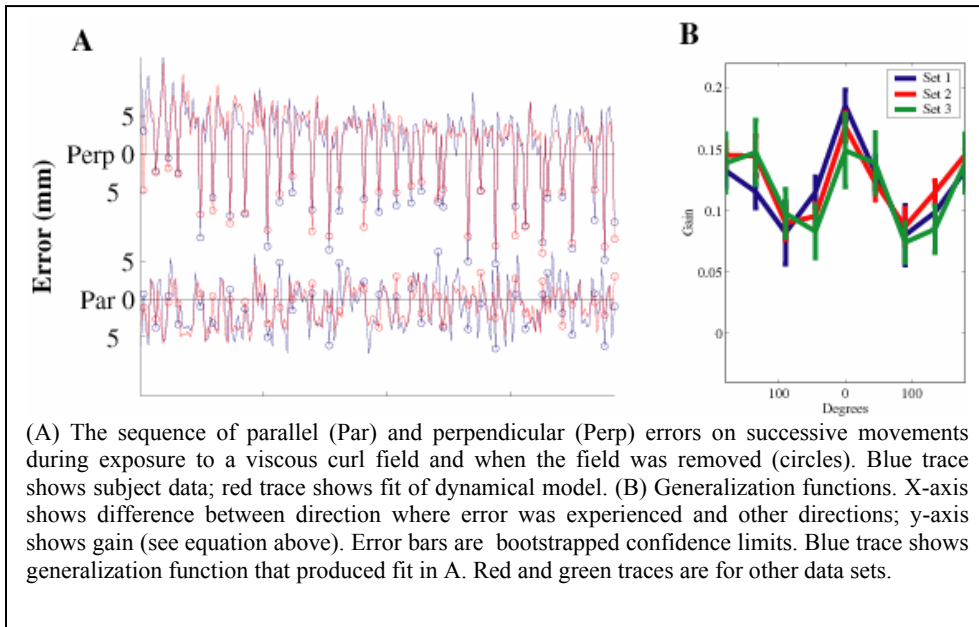 A
B
5
Perp 0
5
5
Par 0
5
Error (mm)
Set 1
Set 2
Set 3
0.2
0.15
0.1
0.05
0
Gain
100 0 100
Degrees
(A) The sequence of parallel (Par) and perpendicular (Perp) errors on successive movements
during exposure to a viscous curl field and when the field was removed (circles). Blue trace
shows subject data; red trace shows fit of dynamical model. (B) Generalization functions. X-axis
shows difference between direction where error was experienced and other directions; y-axis
shows gain (see equation above). Error bars are bootstrapped confidence limits. Blue trace shows
generalization function that produced fit in A. Red and green traces are for other data sets.